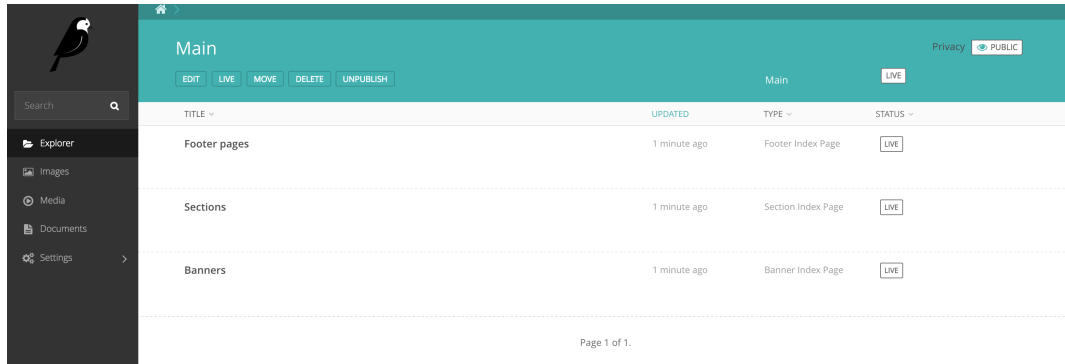 Main
Privacy PUBLIC
EDIT LIVE MOVE DELETE UNPUBLISH
Main LIVE
Search
TITLE UPDATED TYPE STATUS
Explorer
Images
Media
Documents
Settings
Footer pages 1 minute ago Footer Index Page LIVE
Sections 1 minute ago Section Index Page LIVE
Banners 1 minute ago Banner Index Page LIVE
Page 1 of 1.